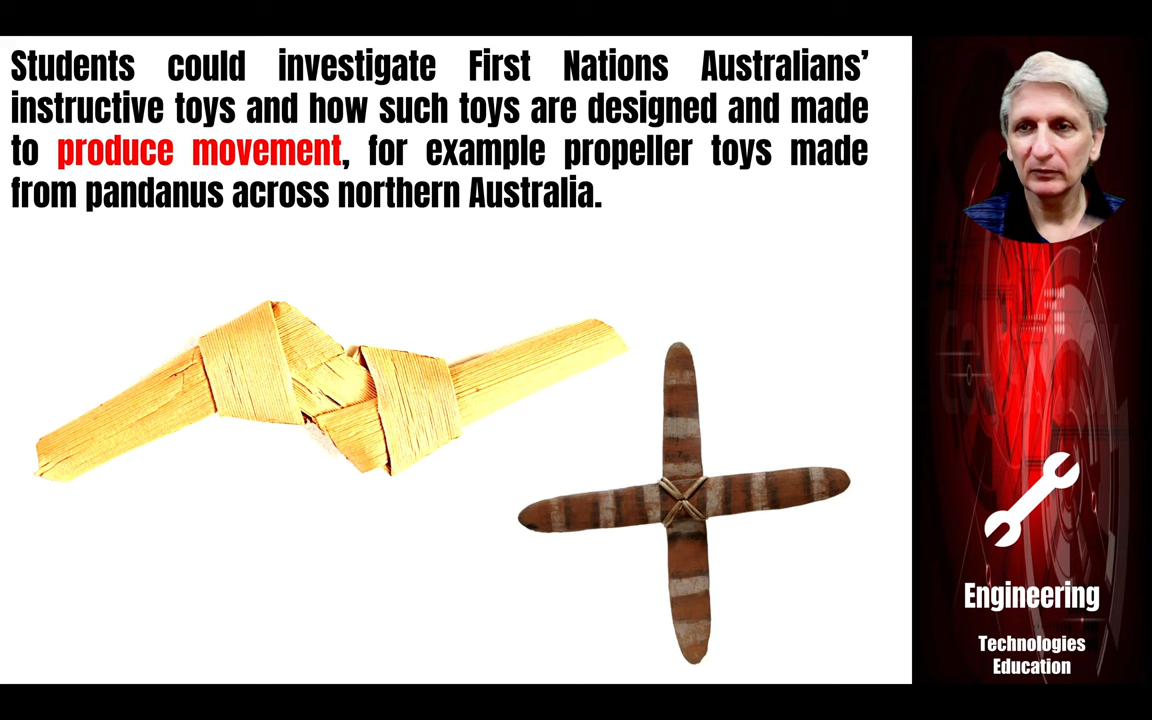 Students could investigate First Nations Australians’
instructive toys and how such toys are designed and made
to produce movement, for example propeller toys made
from pandanus across northern Australia.
Engineering
Technologies
Education